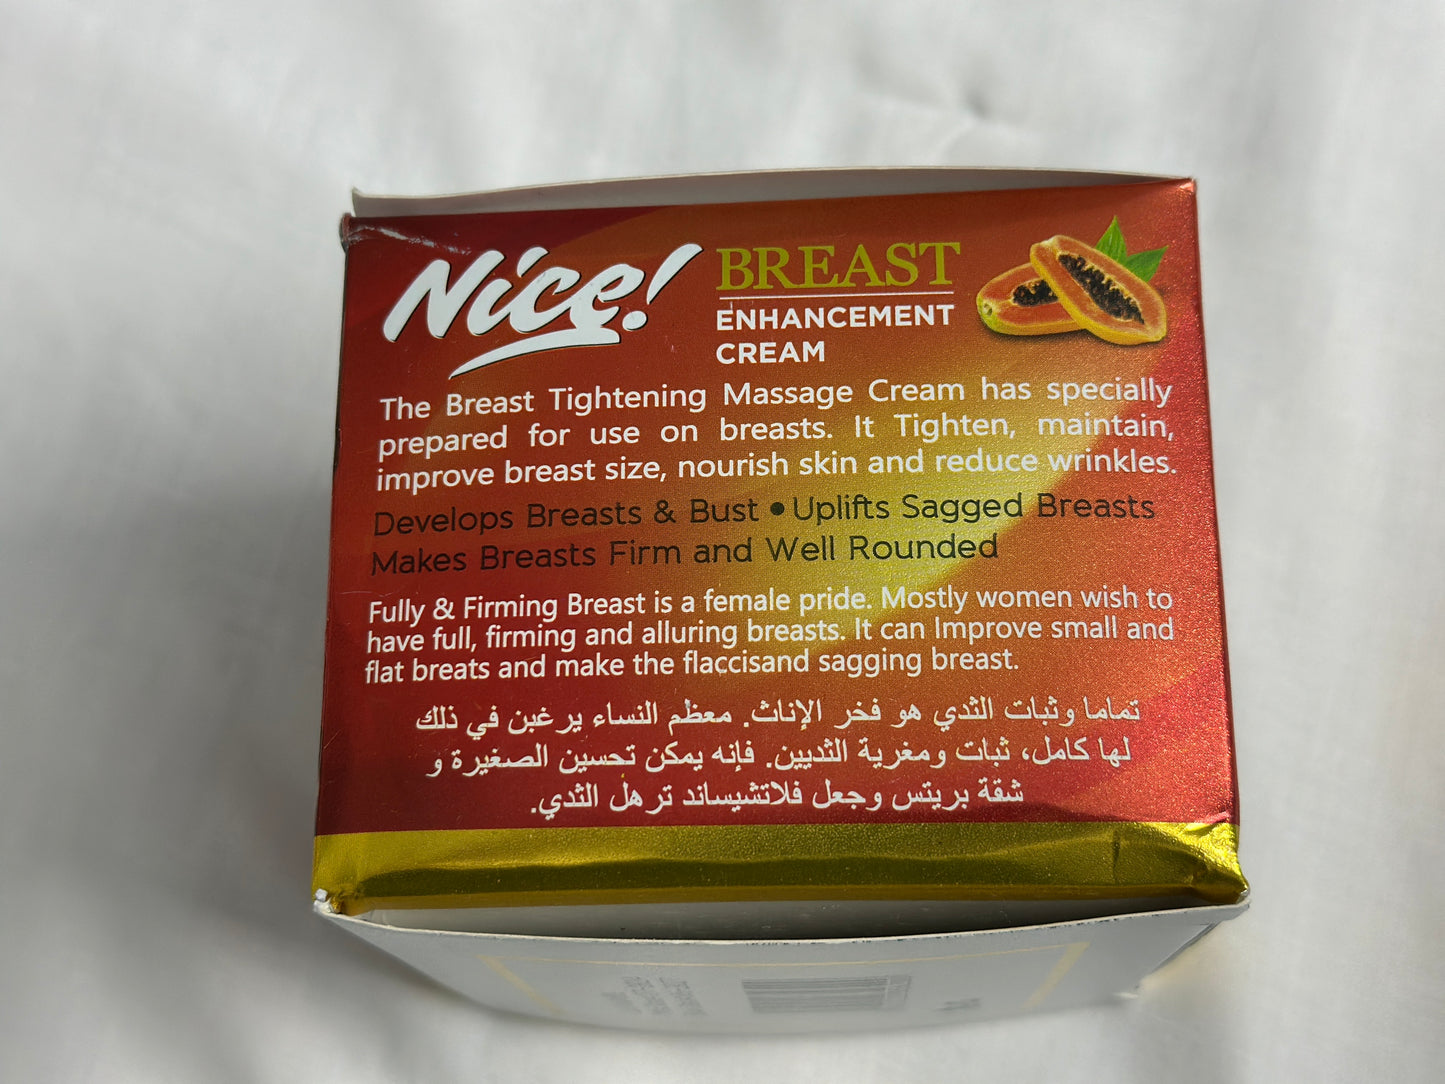 Nice!
BREAST
ENHANCEMENT
CREAM
The Breast Tightening Massage Cream has specially
prepared for use on breasts. It Tighten, maintain,
improve breast size, nourish skin and reduce wrinkles.
Develops Breasts & Bust • Uplifts Sagged Breasts
Makes Breasts Firm and Well Rounded
Fully & Firming Breast is a female pride. Mostly women wish to
have full, firming and alluring breasts. It can Improve small and
flat breats and make the flaccisand sagging breast.
تماما وثبات الثدي هو فخر الإناث. معظم النساء يرغبن في ذلك
لها كامل، ثبات ومغرية الثديين. فإنه يمكن تحسين الصغيرة و
شقة بريتس وجعل فلاتشيساند ترهل الثدي.